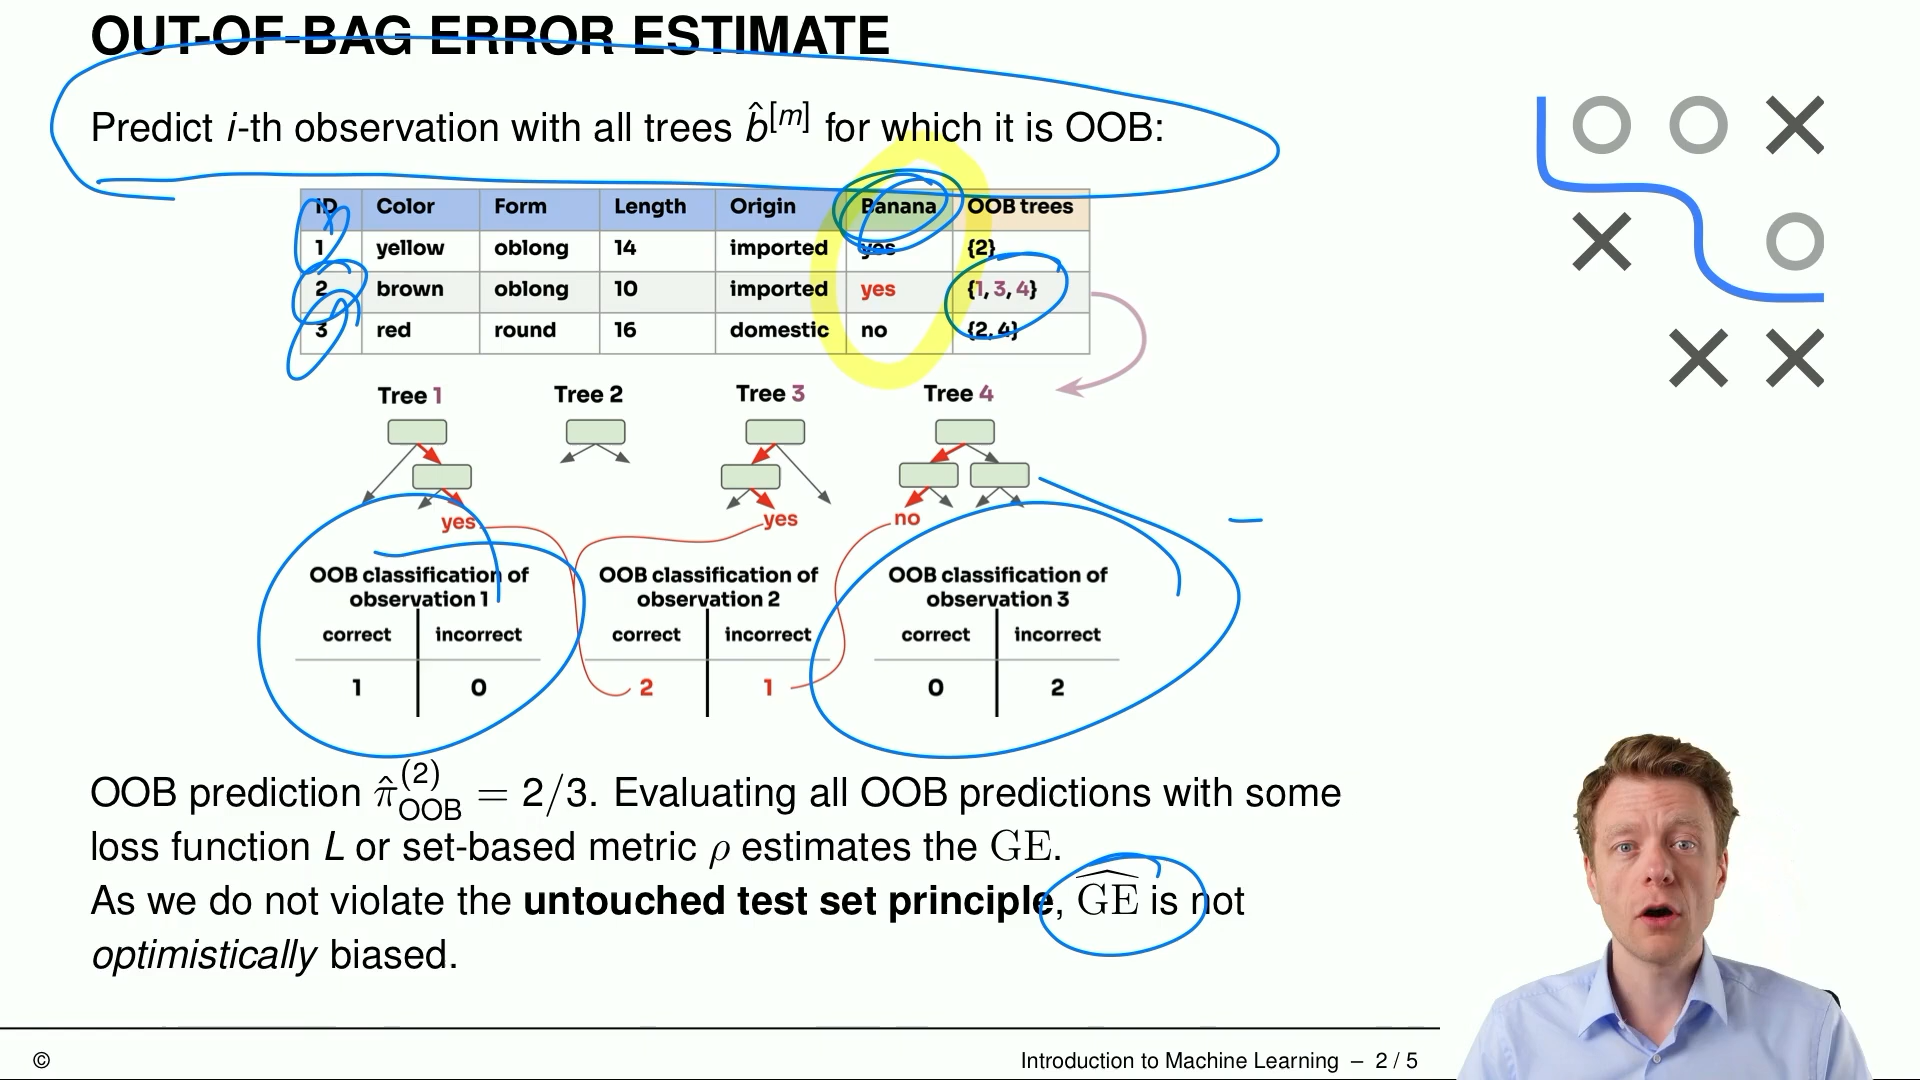 OUT-OF-BAG ERROR ESTIMATE
Predict i-th observation with all trees b̂^[m] for which it is OOB:
ID Color Form Length Origin Banana OOB trees
1 yellow oblong 14 imported yes {2}
2 brown oblong 10 imported yes {1, 3, 4}
3 red round 16 domestic no {2, 4}
Tree 1 Tree 2 Tree 3 Tree 4
yes yes no
OOB classification of observation 1
correct incorrect
1 0
OOB classification of observation 2
correct incorrect
2 1
OOB classification of observation 3
correct incorrect
0 2
OOB prediction π̂_OOB^(2) = 2/3. Evaluating all OOB predictions with some
loss function L or set-based metric ρ estimates the GE.
As we do not violate the untouched test set principle, ĜE is not
optimistically biased.
© Introduction to Machine Learning – 2 / 5